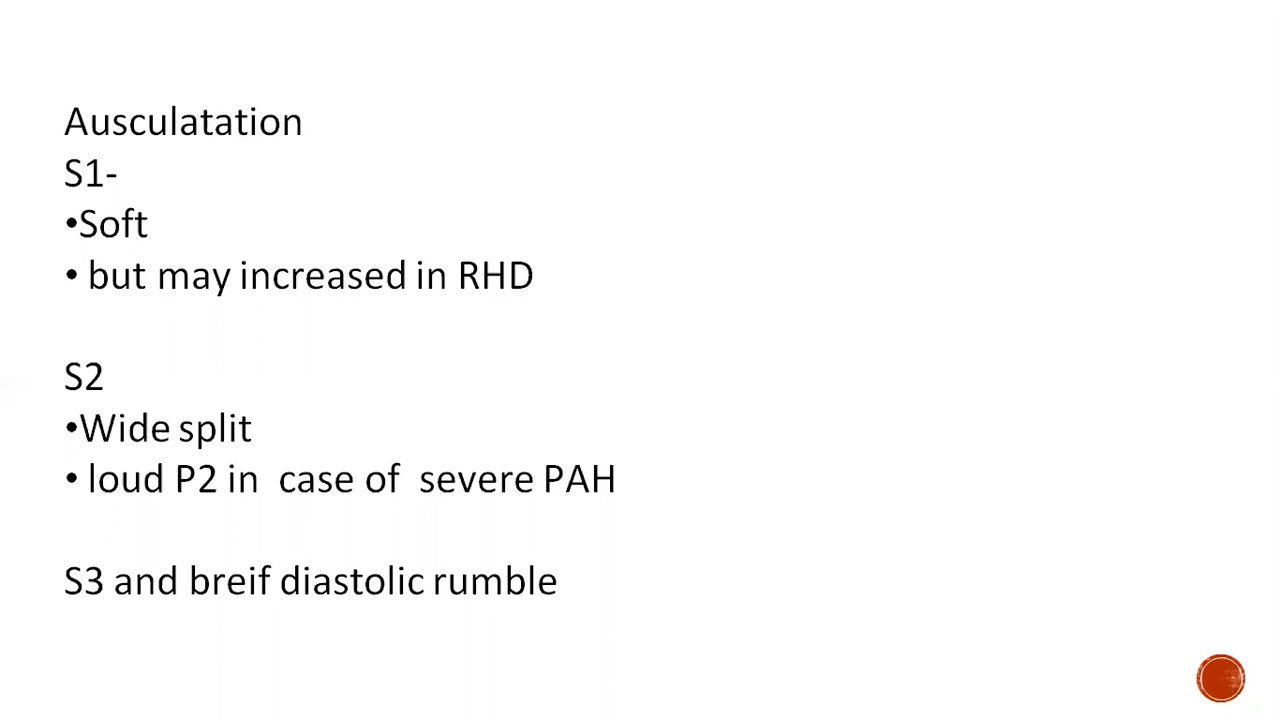 Ausculatation
S1-
•Soft
• but may increased in RHD
S2
•Wide split
• loud P2 in case of severe PAH
S3 and breif diastolic rumble